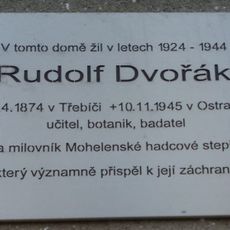 V tomto domě žil v letech 1924 - 1944
Rudolf Dvořák
.4.1874 v Třebíči +10.11.1945 v Ostra
učitel, botanik, badatel
a milovník Mohelenské hadcové step
který významně přispěl k její záchran